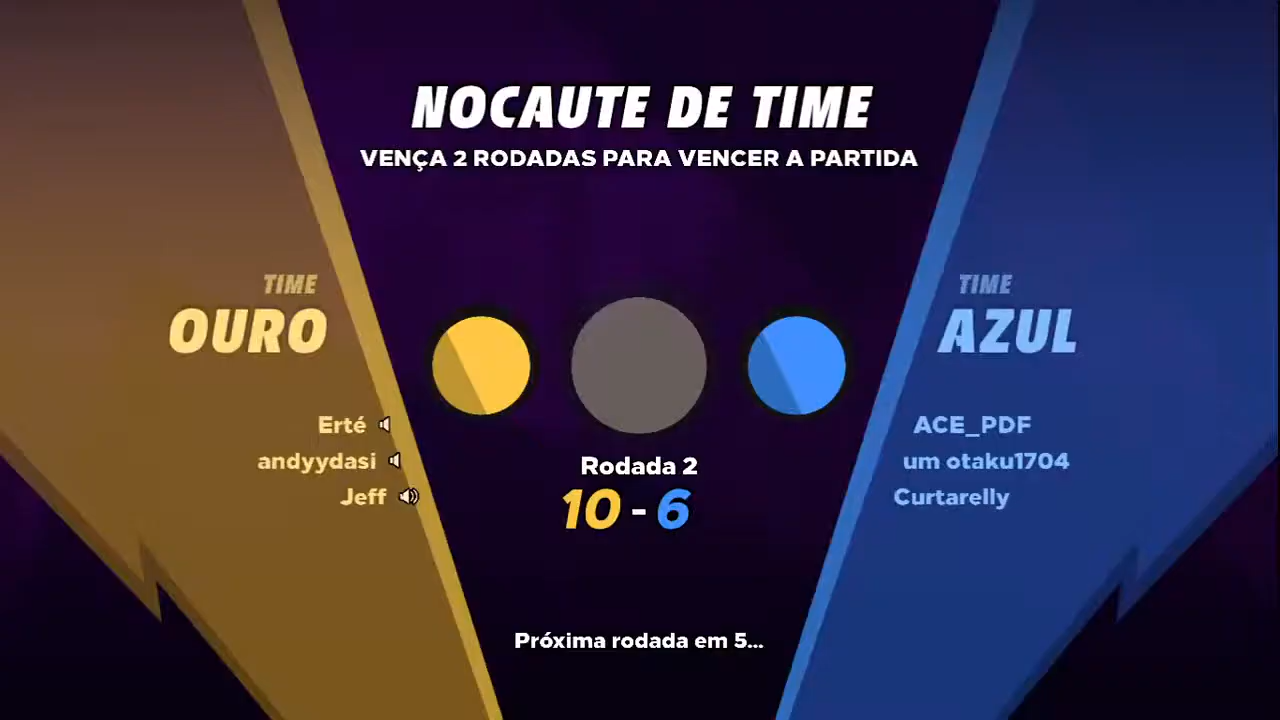 NOCAUTE DE TIME
VENÇA 2 RODADAS PARA VENCER A PARTIDA
TIME
OURO
Erté
andyydasi
Jeff
Rodada 2
10 - 6
TIME
AZUL
ACE_PDF
um otaku1704
Curtarelly
Próxima rodada em 5...